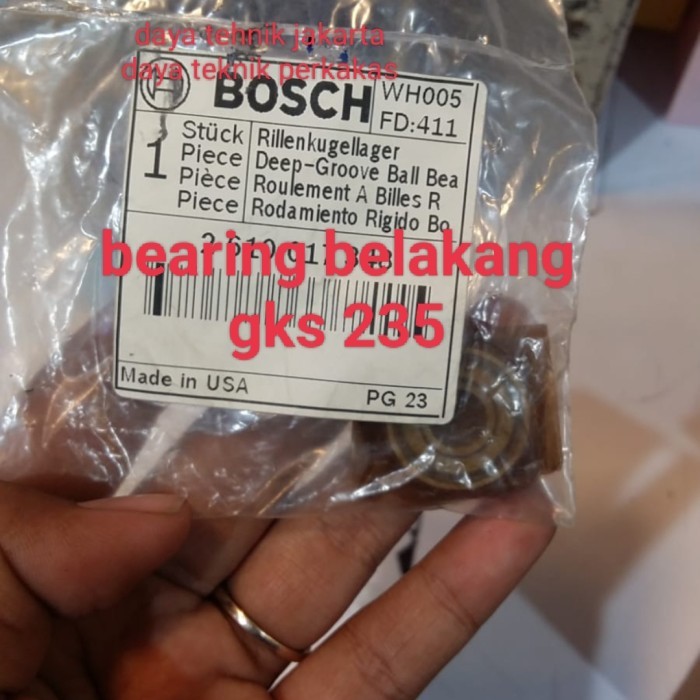 daya tehnik jakarta
daya teknik perkakas
BOSCH
WH005
FD:411
1
Stück
Piece
Pièce
Piece
Rillenkugellager
Deep-Groove Ball Bea
Roulement A Billes R
Rodamiento Rigido Bo
bearing belakang
gks 235
Made in USA
PG 23